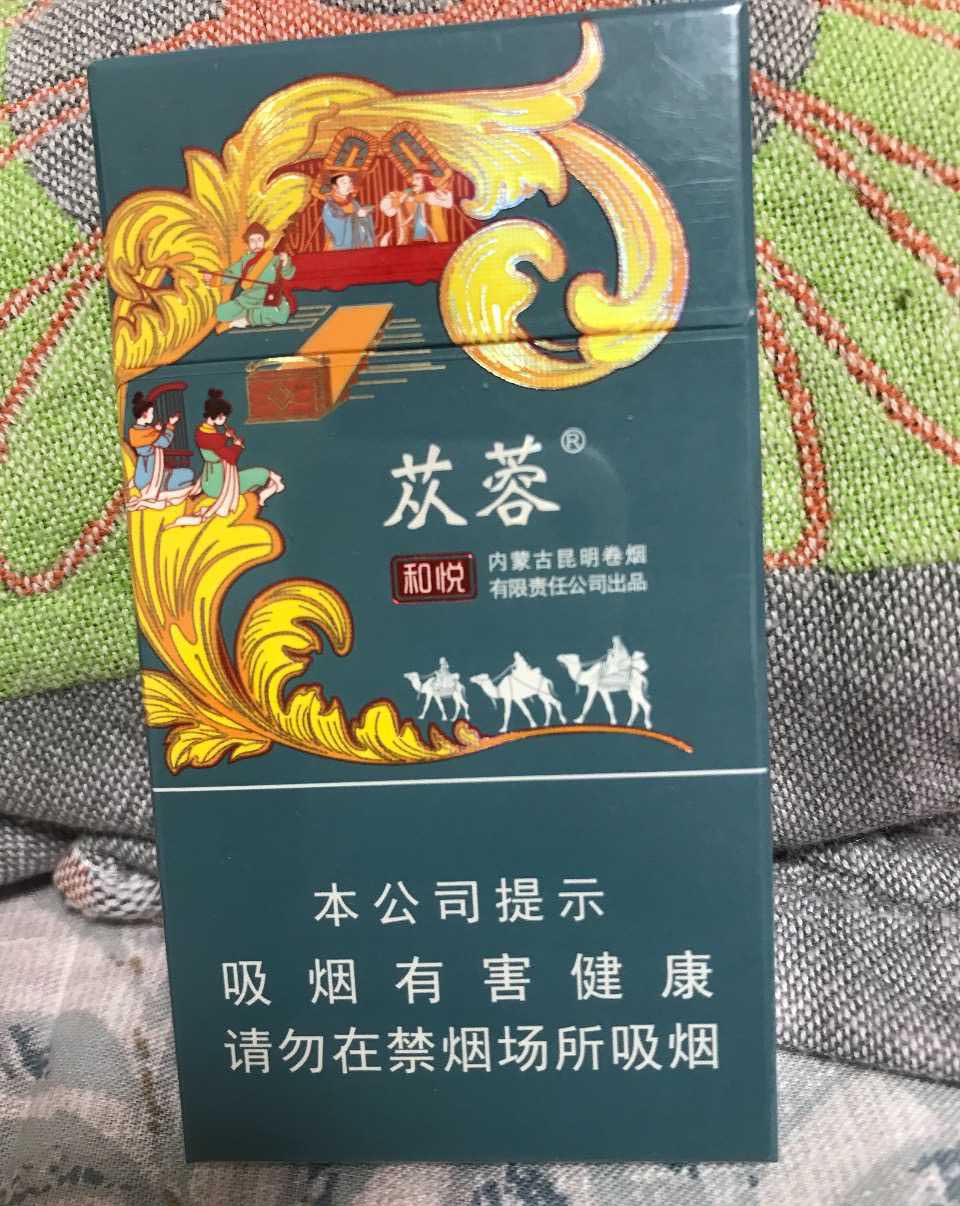 苁蓉®
和悦
内蒙古昆明卷烟
有限责任公司出品
本公司提示
吸烟有害健康
请勿在禁烟场所吸烟